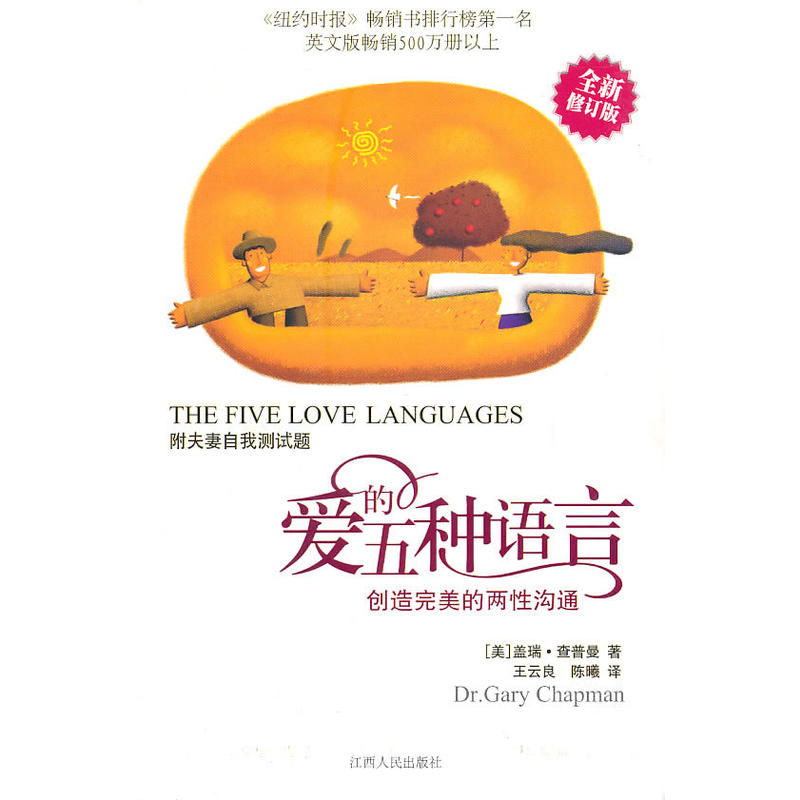 《纽约时报》畅销书排行榜第一名
英文版畅销500万册以上
全新
修订版
THE FIVE LOVE LANGUAGES
附夫妻自我测试题
爱的五种语言
创造完美的两性沟通
[美]盖瑞·查普曼 著
王云良 陈曦 译
Dr.Gary Chapman
江西人民出版社